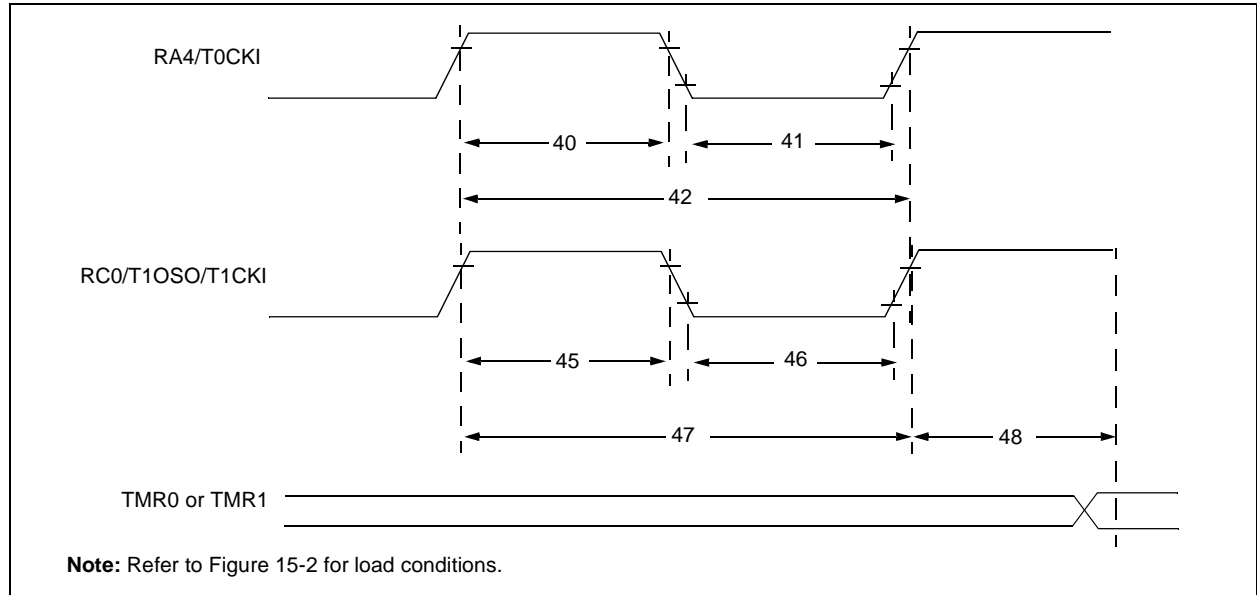 RA4/T0CKI
40
41
42
RC0/T1OSO/T1CKI
45
46
47
48
TMR0 or TMR1
Note: Refer to Figure 15-2 for load conditions.